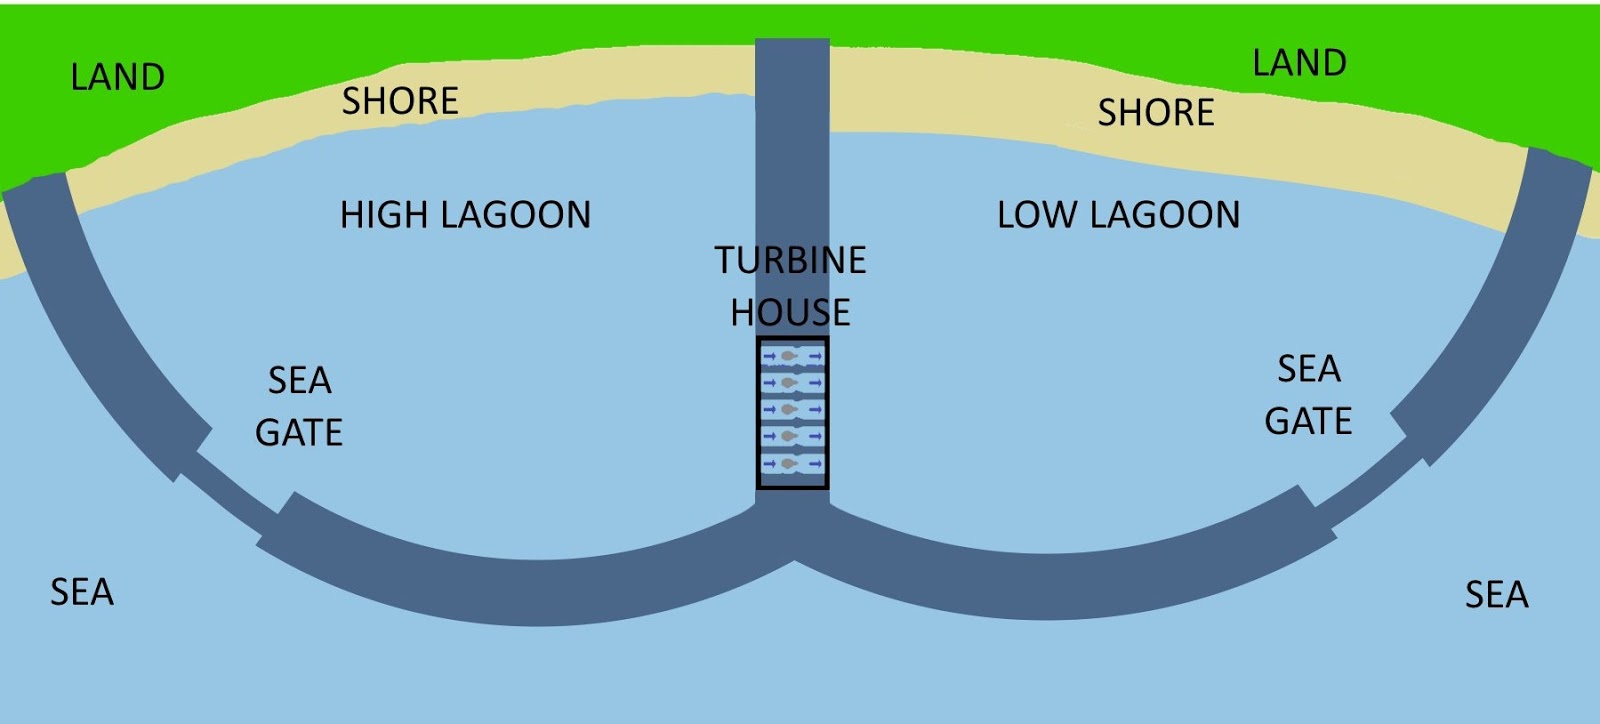 LAND
LAND
SHORE
SHORE
HIGH LAGOON
LOW LAGOON
TURBINE
HOUSE
SEA
GATE
SEA
GATE
SEA
SEA